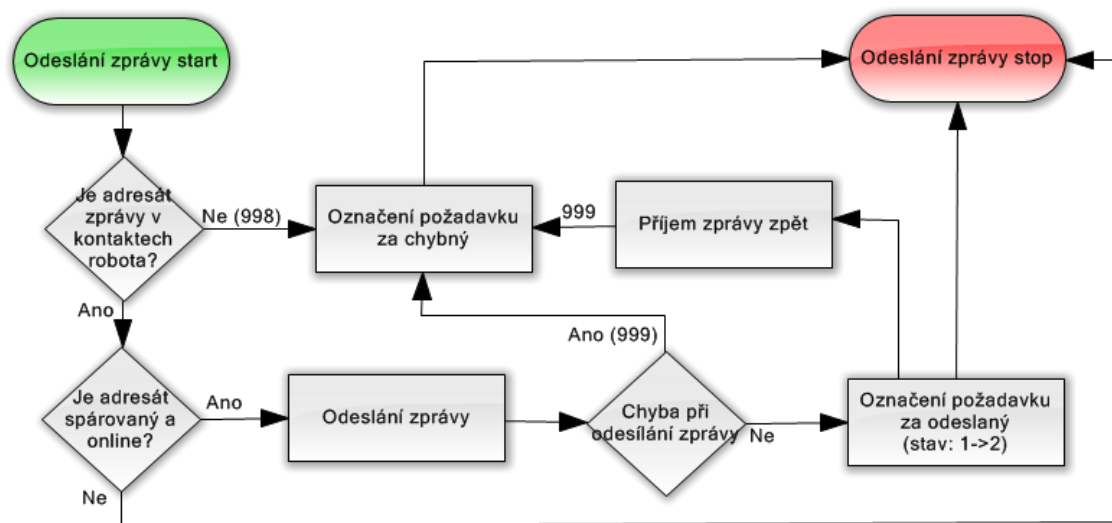 Odeslání zprávy start
Odeslání zprávy stop
Je adresát
zprávy v
kontaktech
robota?
Ne (998)
Označení požadavku
za chybný
999
Příjem zprávy zpět
Ano
Ano (999)
Je adresát
spárovaný a
online?
Ano
Odeslání zprávy
Chyba při
odesílání zprávy
Ne
Označení požadavku
za odeslaný
(stav: 1->2)
Ne